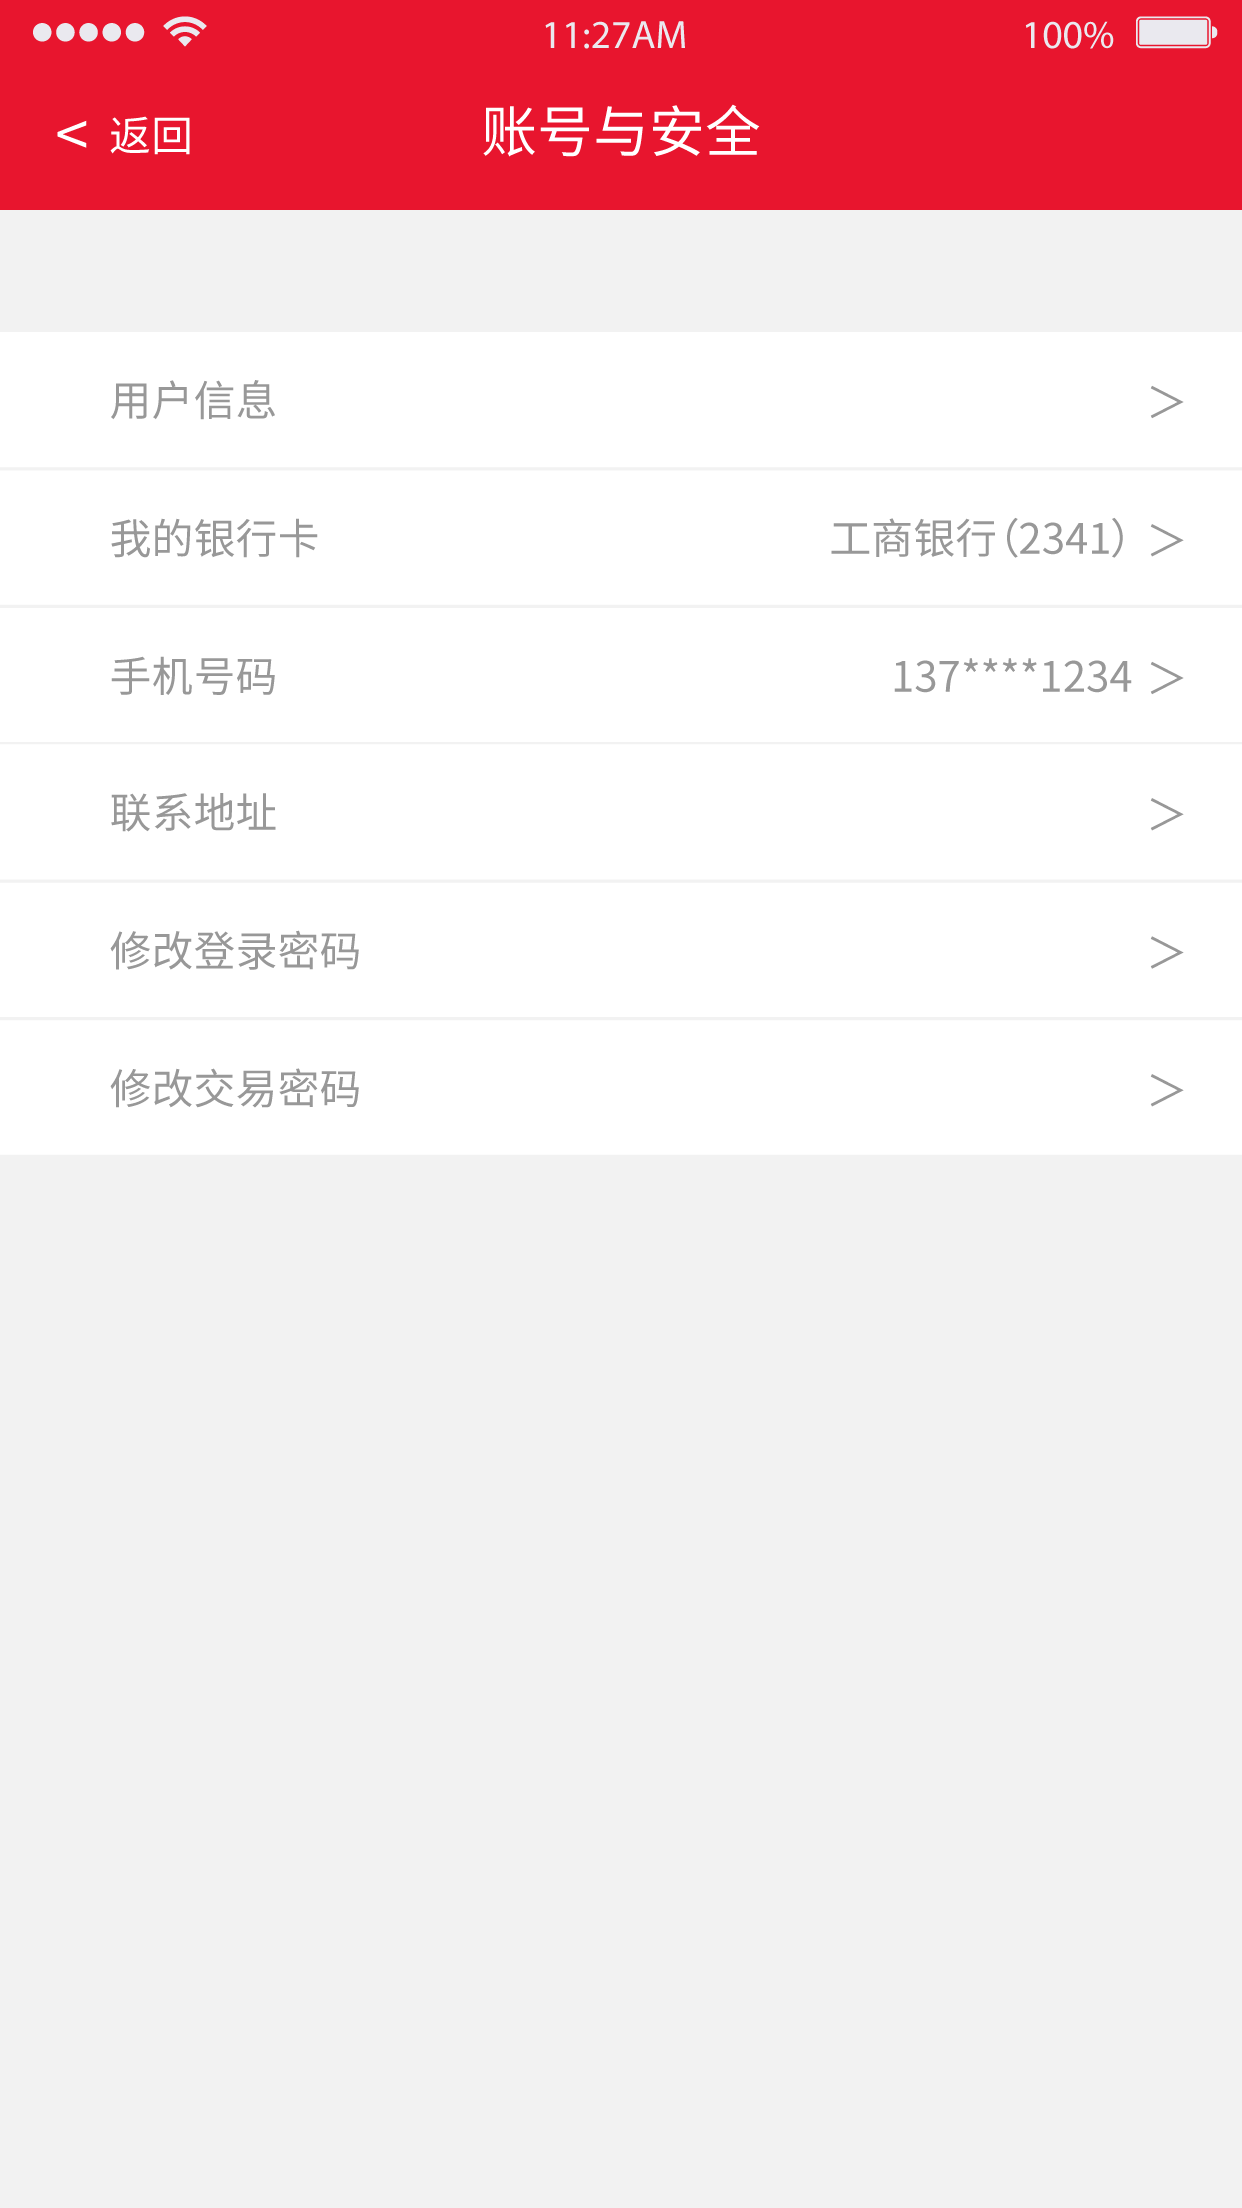 11:27AM 100%
< 返回 账号与安全
用户信息 >
我的银行卡 工商银行(2341) >
手机号码 137****1234 >
联系地址 >
修改登录密码 >
修改交易密码 >